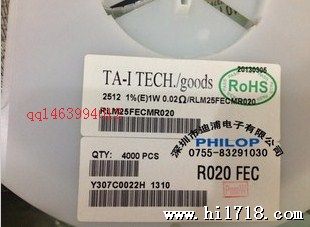 20130305
TA-I TECH./goods
RoHS
2512 1%(E)1W 0.02Ω/RLM25FECMR020
RLM25FECMR020
深圳市迪浦电子有限公司
PHILOP
QTY: 4000 PCS
0755-83291030
R020 FEC
Y307C0022H 1310
www.hi1718.com